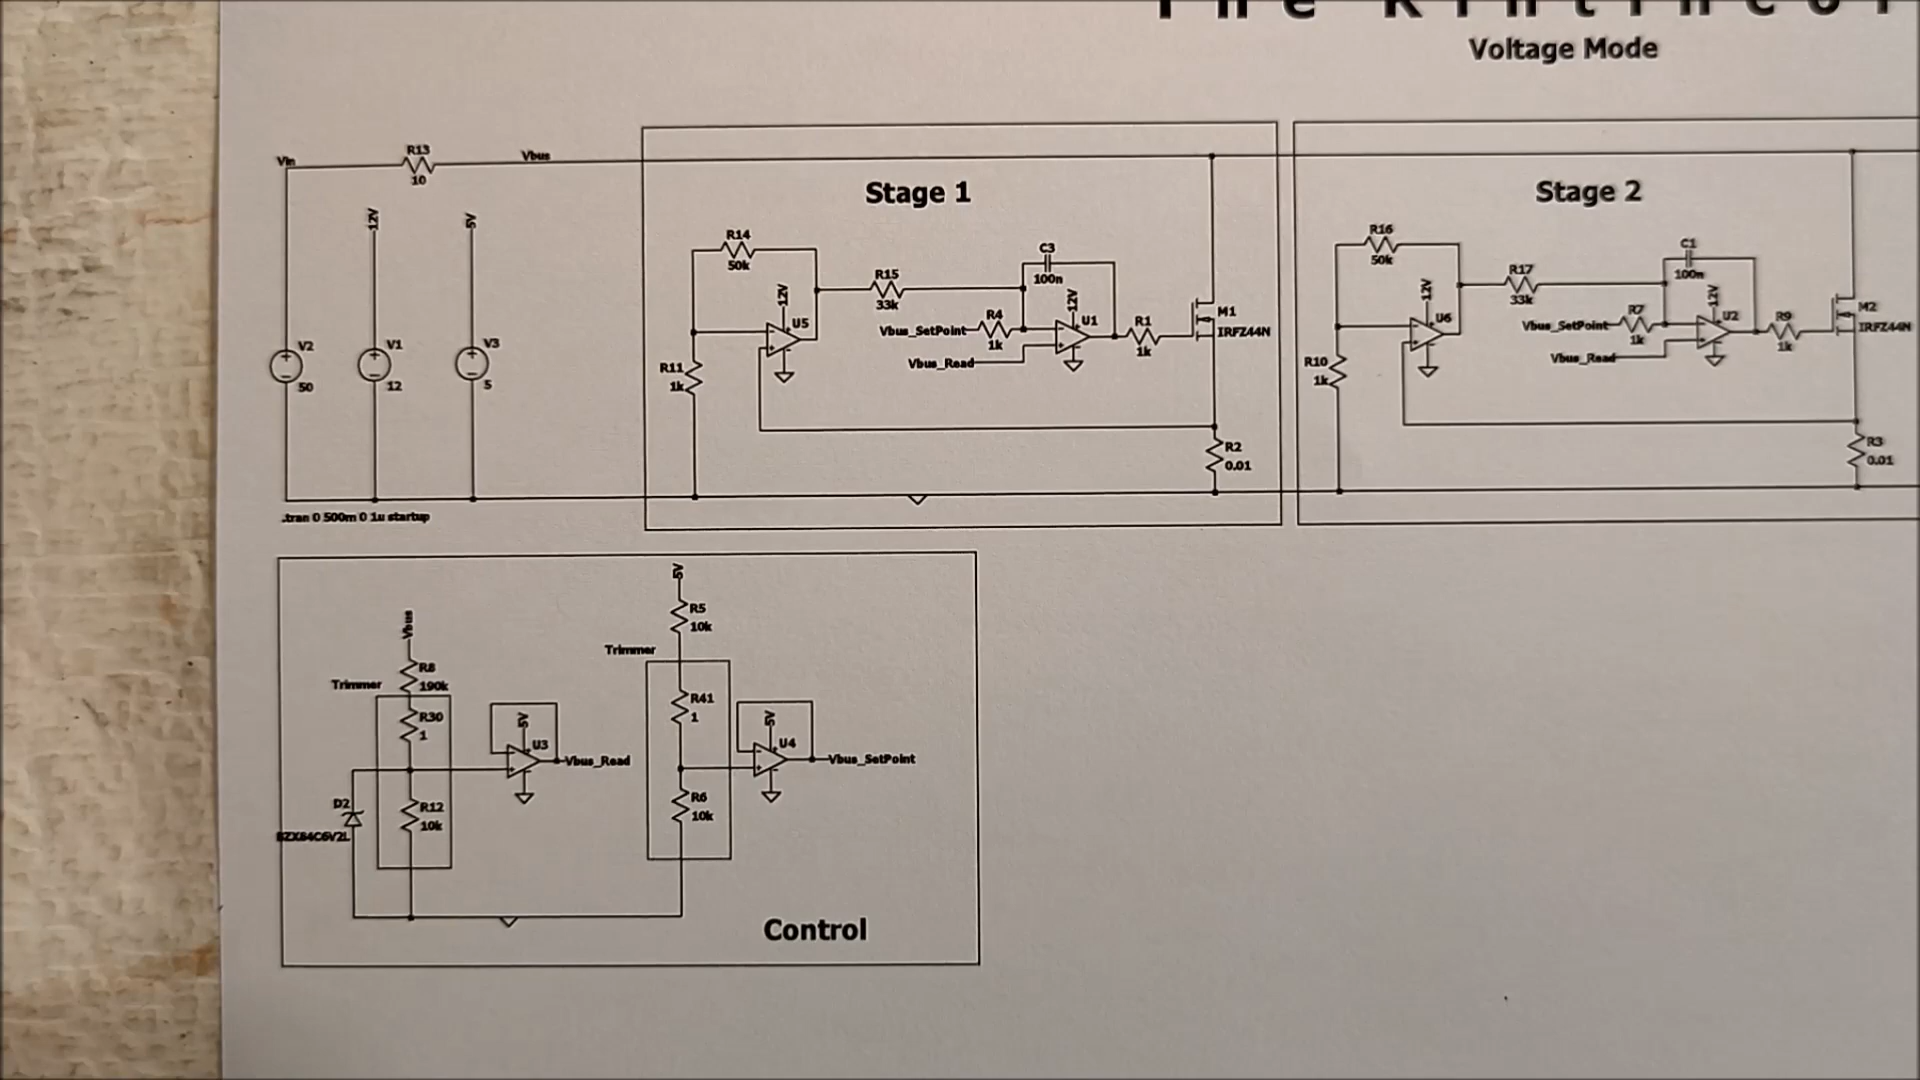 Voltage Mode
Vin
R13
10
Vbus
12V
5V
V2
50
V1
12
V3
5
.tran 0 500m 0 1u startup
Stage 1
R14
50k
R11
1k
12V
U5
R15
33k
C3
100n
Vbus_SetPoint
R4
1k
Vbus_Read
12V
U1
R1
1k
M1
IRFZ44N
R2
0.01
Stage 2
R16
50k
R10
1k
12V
U6
R17
33k
C1
100n
Vbus_SetPoint
R7
1k
Vbus_Read
12V
U2
R9
1k
M2
IRFZ44N
R3
0.01
Vbus
R8
190k
Trimmer
R30
1
R12
10k
D2
BZX84C6V2L
5V
U3
Vbus_Read
5V
R5
10k
Trimmer
R41
1
R6
10k
5V
U4
Vbus_SetPoint
Control